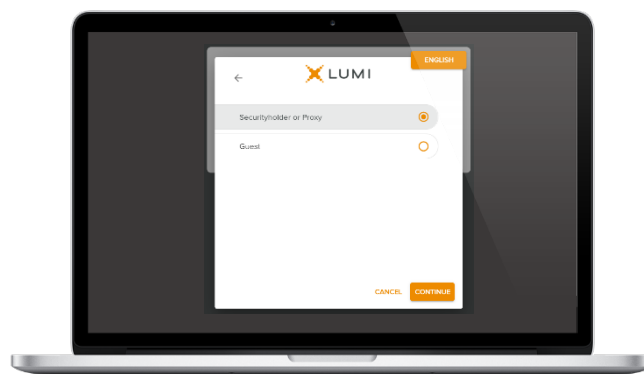 ENGLISH
LUMI
Securityholder or Proxy
Guest
CANCEL
CONTINUE